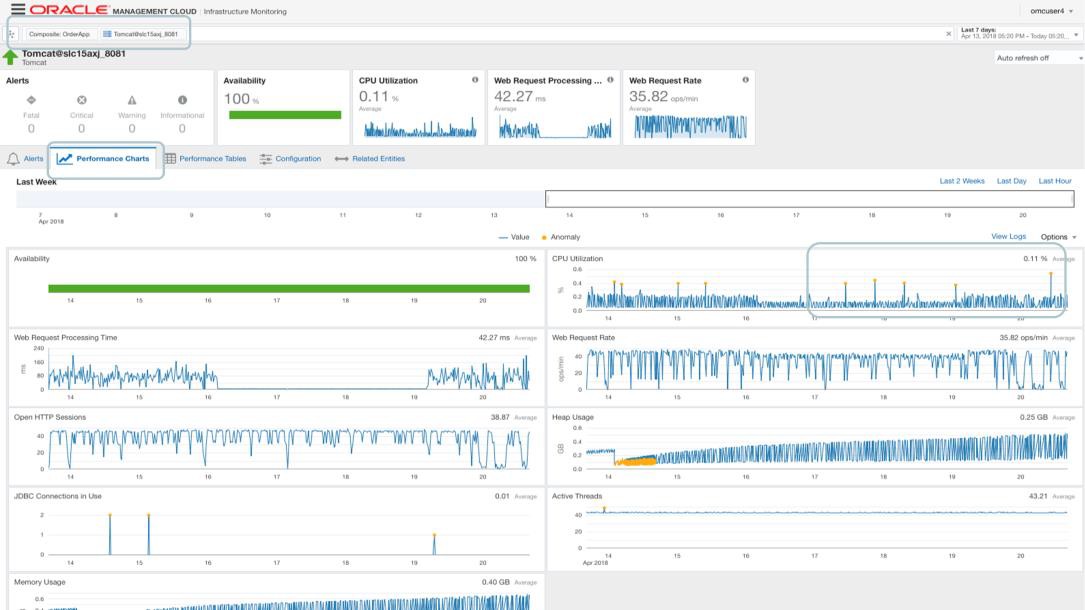 ORACLE MANAGEMENT CLOUD Infrastructure Monitoring
omcuser4
Composite: OrderApp
Tomcat@slc15axj_8081
Last 7 days:
Apr 13, 2018 05:20 PM - Today 05:20...
Tomcat@slc15axj_8081
Tomcat
Auto refresh off
Alerts
Fatal Critical Warning Informational
0 0 0 0
Availability
100 %
CPU Utilization
0.11 %
Average
Web Request Processing ...
42.27 ms
Average
Web Request Rate
35.82 ops/min
Average
Alerts Performance Charts Performance Tables Configuration Related Entities
Last Week
Last 2 Weeks Last Day Last Hour
7 8 9 10 11 12 13 14 15 16 17 18 19 20
Apr 2018
Value Anomaly
View Logs Options
Availability 100 %
14 15 16 17 18 19 20
CPU Utilization 0.11 % Average
0.6
0.4
%
0.2
0.0
14 15 16 17 18 19 20
Web Request Processing Time 42.27 ms Average
240
160
ms
80
0
14 15 16 17 18 19 20
Web Request Rate 35.82 ops/min Average
40
ops/min
20
0
14 15 16 17 18 19 20
Open HTTP Sessions 38.87 Average
40
20
0
14 15 16 17 18 19 20
Heap Usage 0.25 GB Average
0.6
0.4
GB
0.2
0.0
14 15 16 17 18 19 20
JDBC Connections in Use 0.01 Average
2
1
0
14 15 16 17 18 19 20
Active Threads 43.21 Average
40
20
0
14 15 16 17 18 19 20
Apr 2018
Memory Usage 0.40 GB Average
0.6